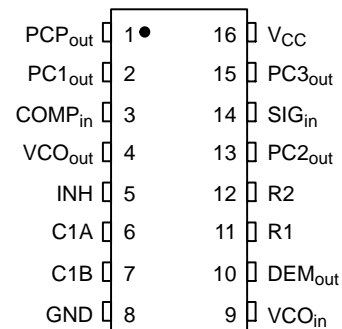 PCPout 1 16 VCC
PC1out 2 15 PC3out
COMPin 3 14 SIGin
VCOout 4 13 PC2out
INH 5 12 R2
C1A 6 11 R1
C1B 7 10 DEMout
GND 8 9 VCOin